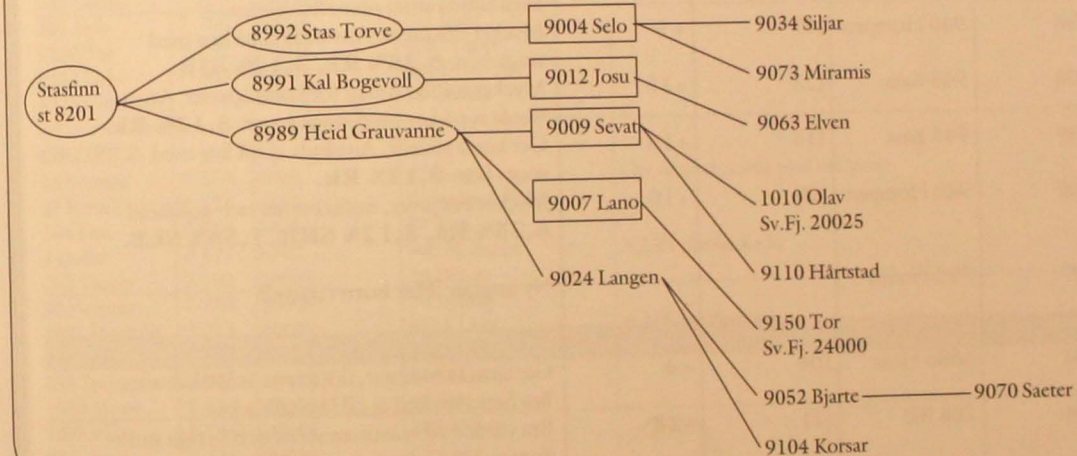 8992 Stas Torve
9004 Selo
9034 Siljar
9073 Miramis
Stasfinn
st 8201
8991 Kal Bogevoll
9012 Josu
9063 Elven
8989 Heid Grauvanne
9009 Sevat
1010 Olav
Sv.Fj. 20025
9007 Lano
9110 Hårtstad
9024 Langen
9150 Tor
Sv.Fj. 24000
9052 Bjarte
9070 Saeter
9104 Korsar